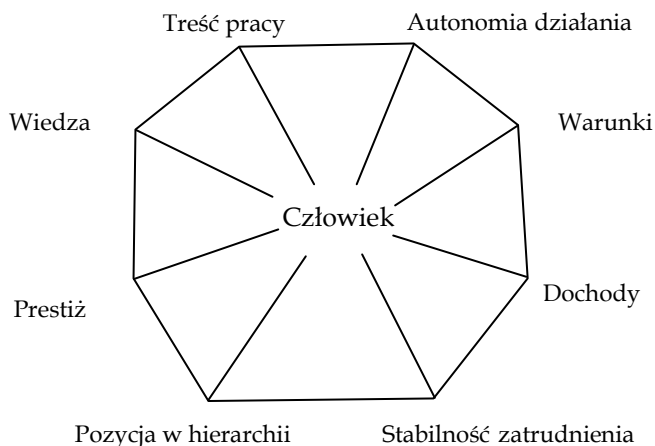 Treść pracy
Autonomia działania
Wiedza
Warunki
Człowiek
Prestiż
Dochody
Pozycja w hierarchii
Stabilność zatrudnienia